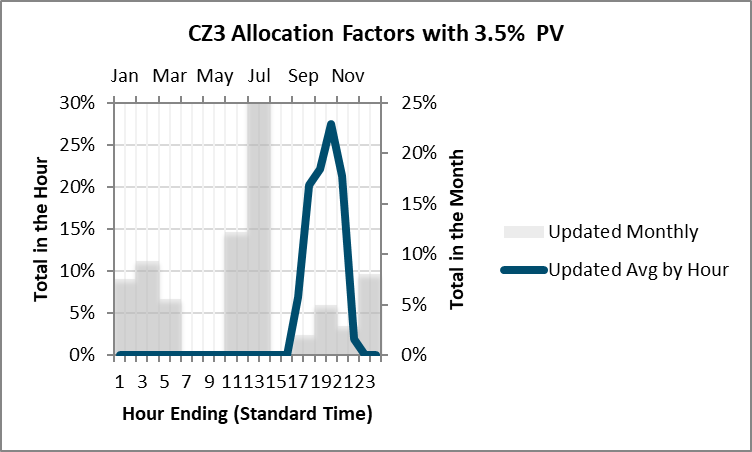 CZ3 Allocation Factors with 3.5% PV
Jan Mar May Jul Sep Nov
30% 25%
25%
20%
20%
15%
15%
10%
10%
5%
5%
0% 0%
Total in the Hour
Total in the Month
1 3 5 7 9 11 13 15 17 19 21 23
Hour Ending (Standard Time)
Updated Monthly
Updated Avg by Hour